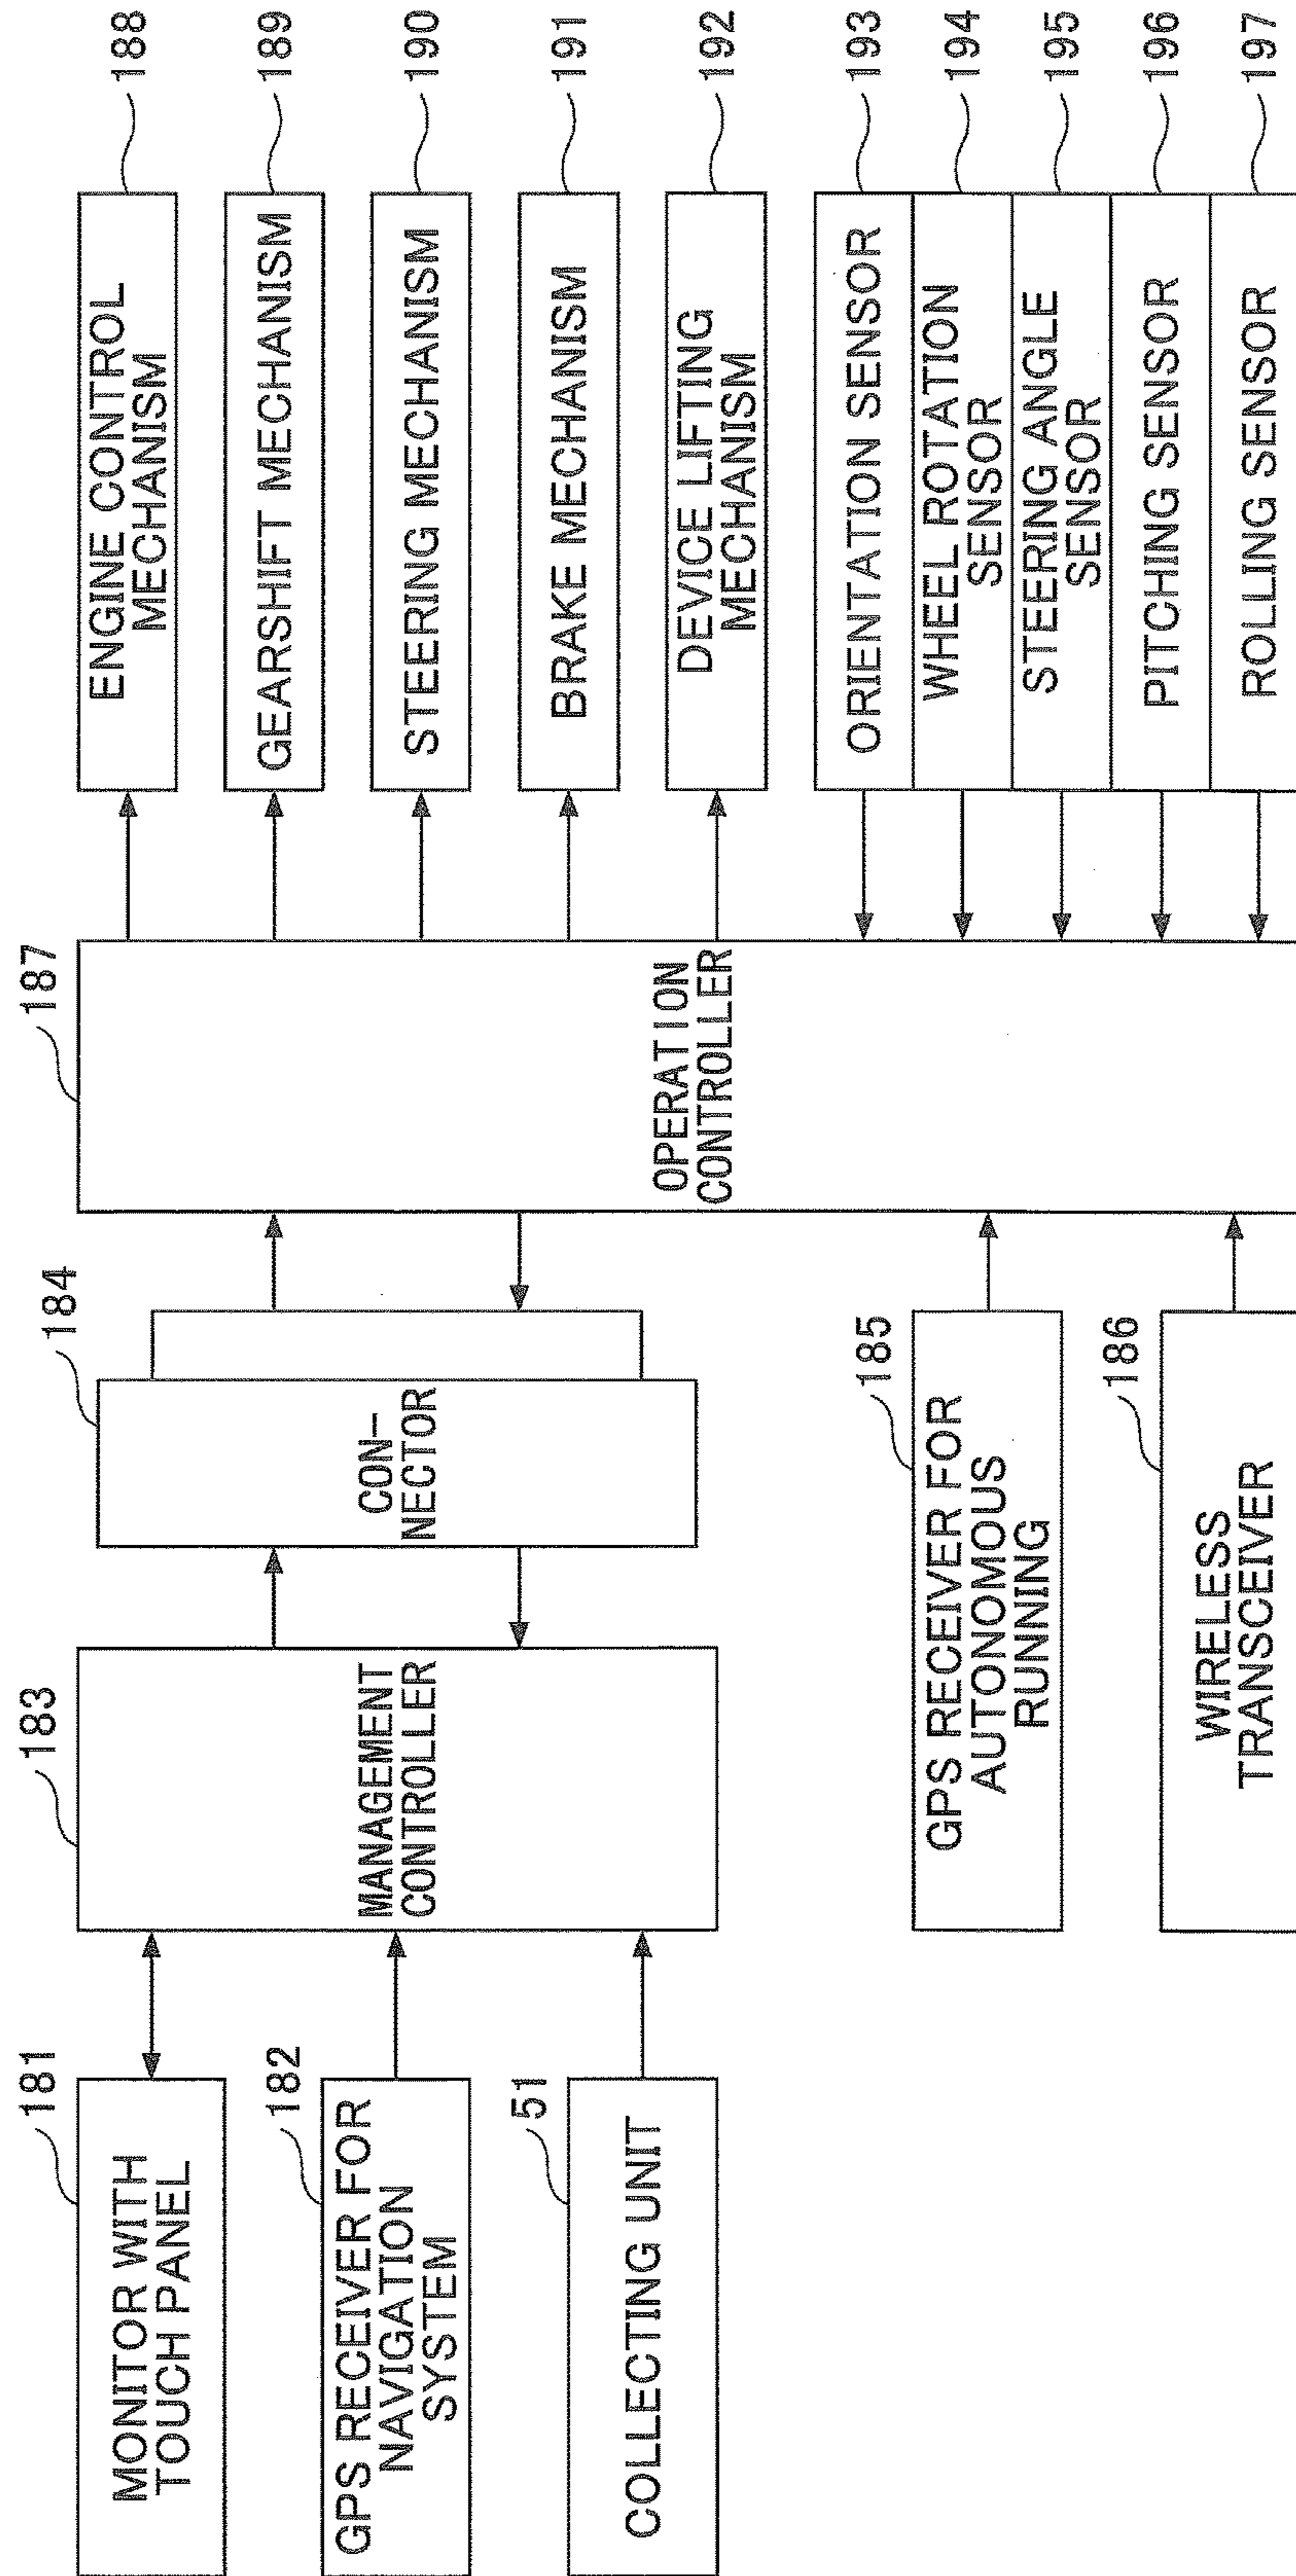 181
MONITOR WITH
TOUCH PANEL
182
GPS RECEIVER FOR
NAVIGATION
SYSTEM
51
COLLECTING UNIT
183
MANAGEMENT
CONTROLLER
184
CON-
NECTOR
185
GPS RECEIVER FOR
AUTONOMOUS
RUNNING
186
WIRELESS
TRANSCEIVER
187
OPERATION
CONTROLLER
ENGINE CONTROL
MECHANISM
188
GEARSHIFT MECHANISM
189
STEERING MECHANISM
190
BRAKE MECHANISM
191
DEVICE LIFTING
MECHANISM
192
ORIENTATION SENSOR
193
WHEEL ROTATION
SENSOR
194
STEERING ANGLE
SENSOR
195
PITCHING SENSOR
196
ROLLING SENSOR
197